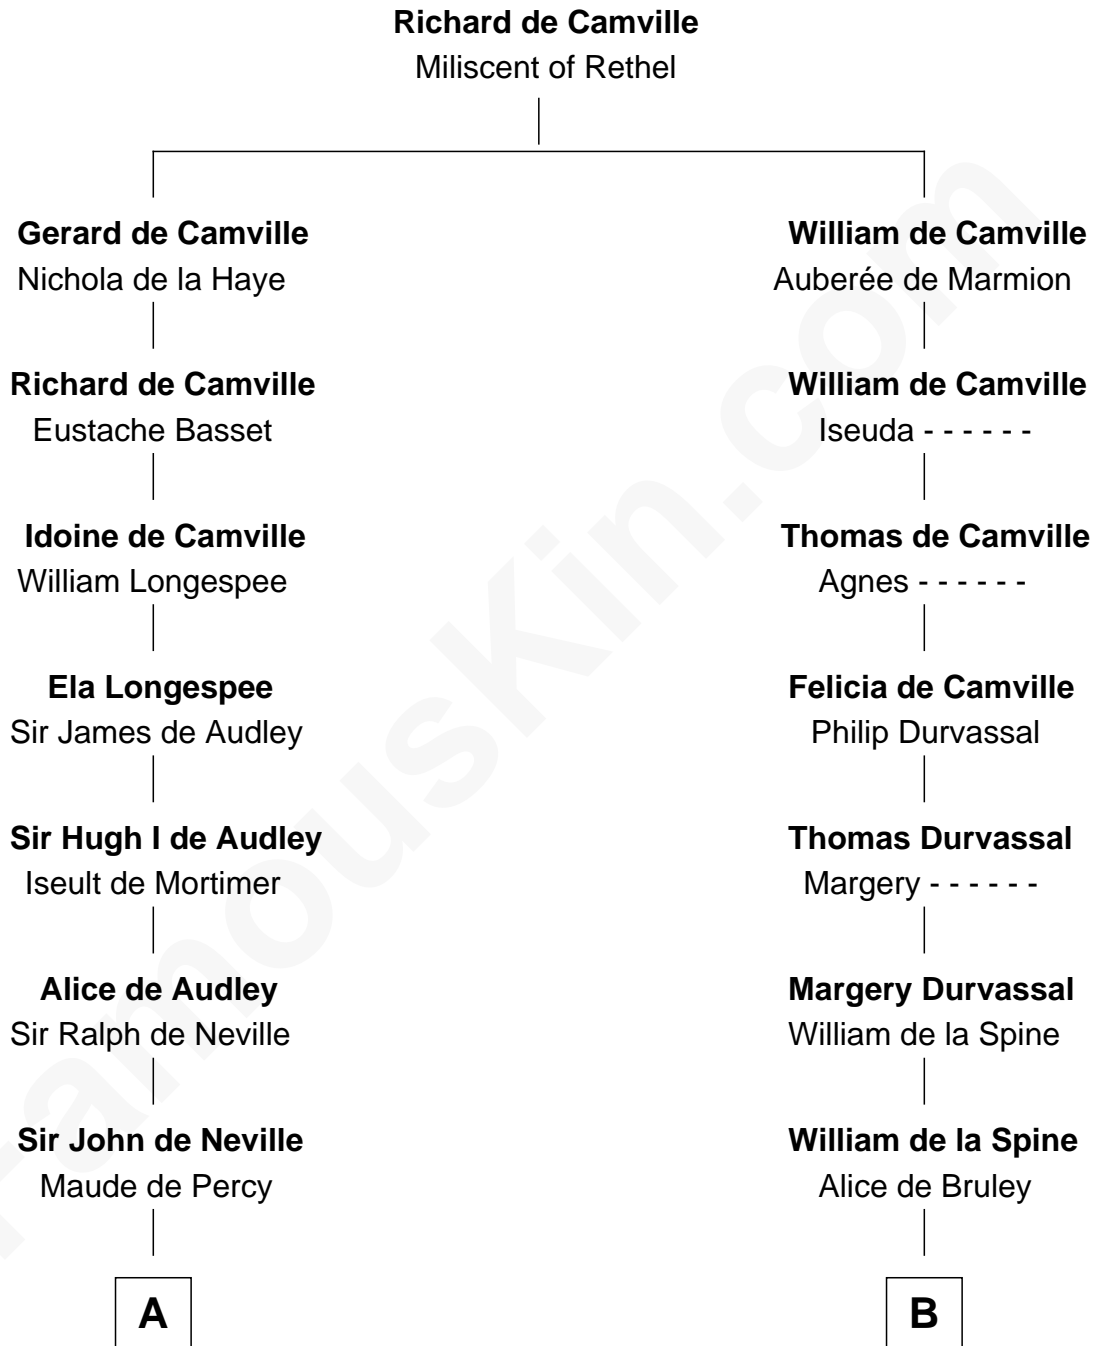 Richard de Camville
Miliscent of Rethel
Gerard de Camville
Nichola de la Haye
William de Camville
Auberée de Marmion
Richard de Camville
Eustache Basset
William de Camville
Iseuda - - - - - -
Idoine de Camville
William Longespee
Thomas de Camville
Agnes - - - - - -
Ela Longespee
Sir James de Audley
Felicia de Camville
Philip Durvassal
Sir Hugh I de Audley
Iseult de Mortimer
Thomas Durvassal
Margery - - - - - -
Alice de Audley
Sir Ralph de Neville
Margery Durvassal
William de la Spine
Sir John de Neville
Maude de Percy
William de la Spine
Alice de Bruley
A
B
FamousKin.com